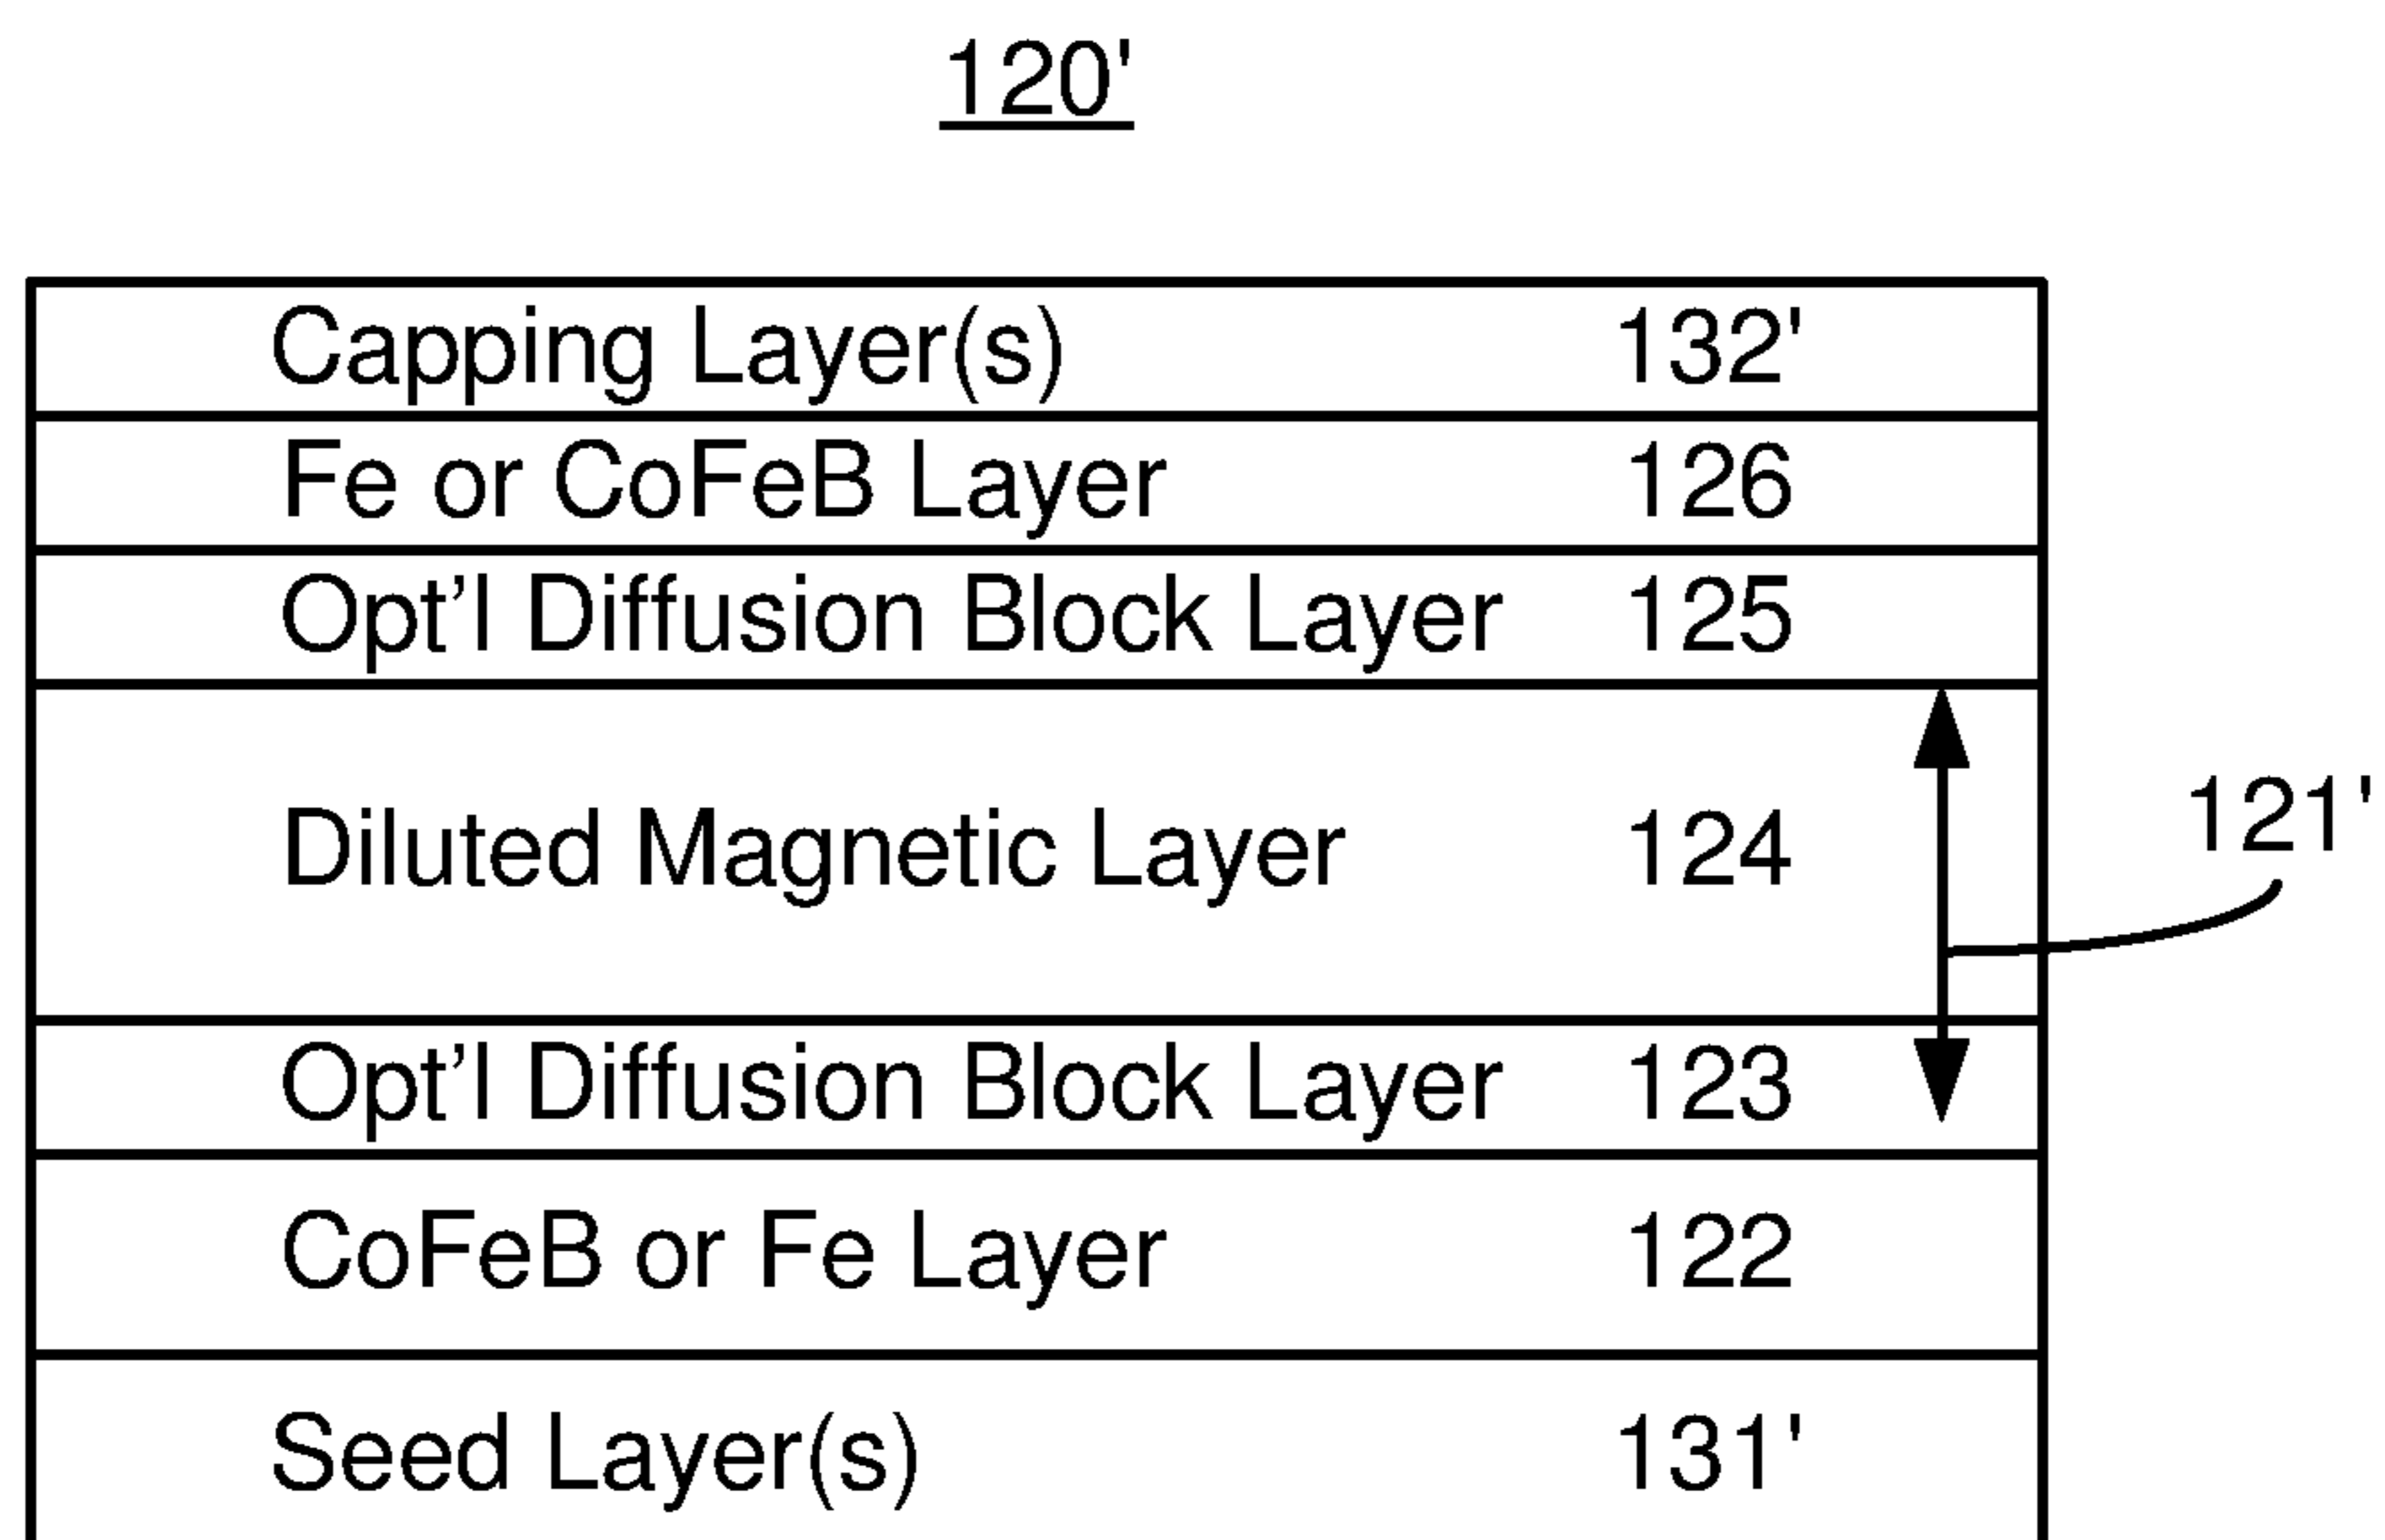 120'
Capping Layer(s) 132'
Fe or CoFeB Layer 126
Opt’l Diffusion Block Layer 125
Diluted Magnetic Layer 124
121'
Opt’l Diffusion Block Layer 123
CoFeB or Fe Layer 122
Seed Layer(s) 131'